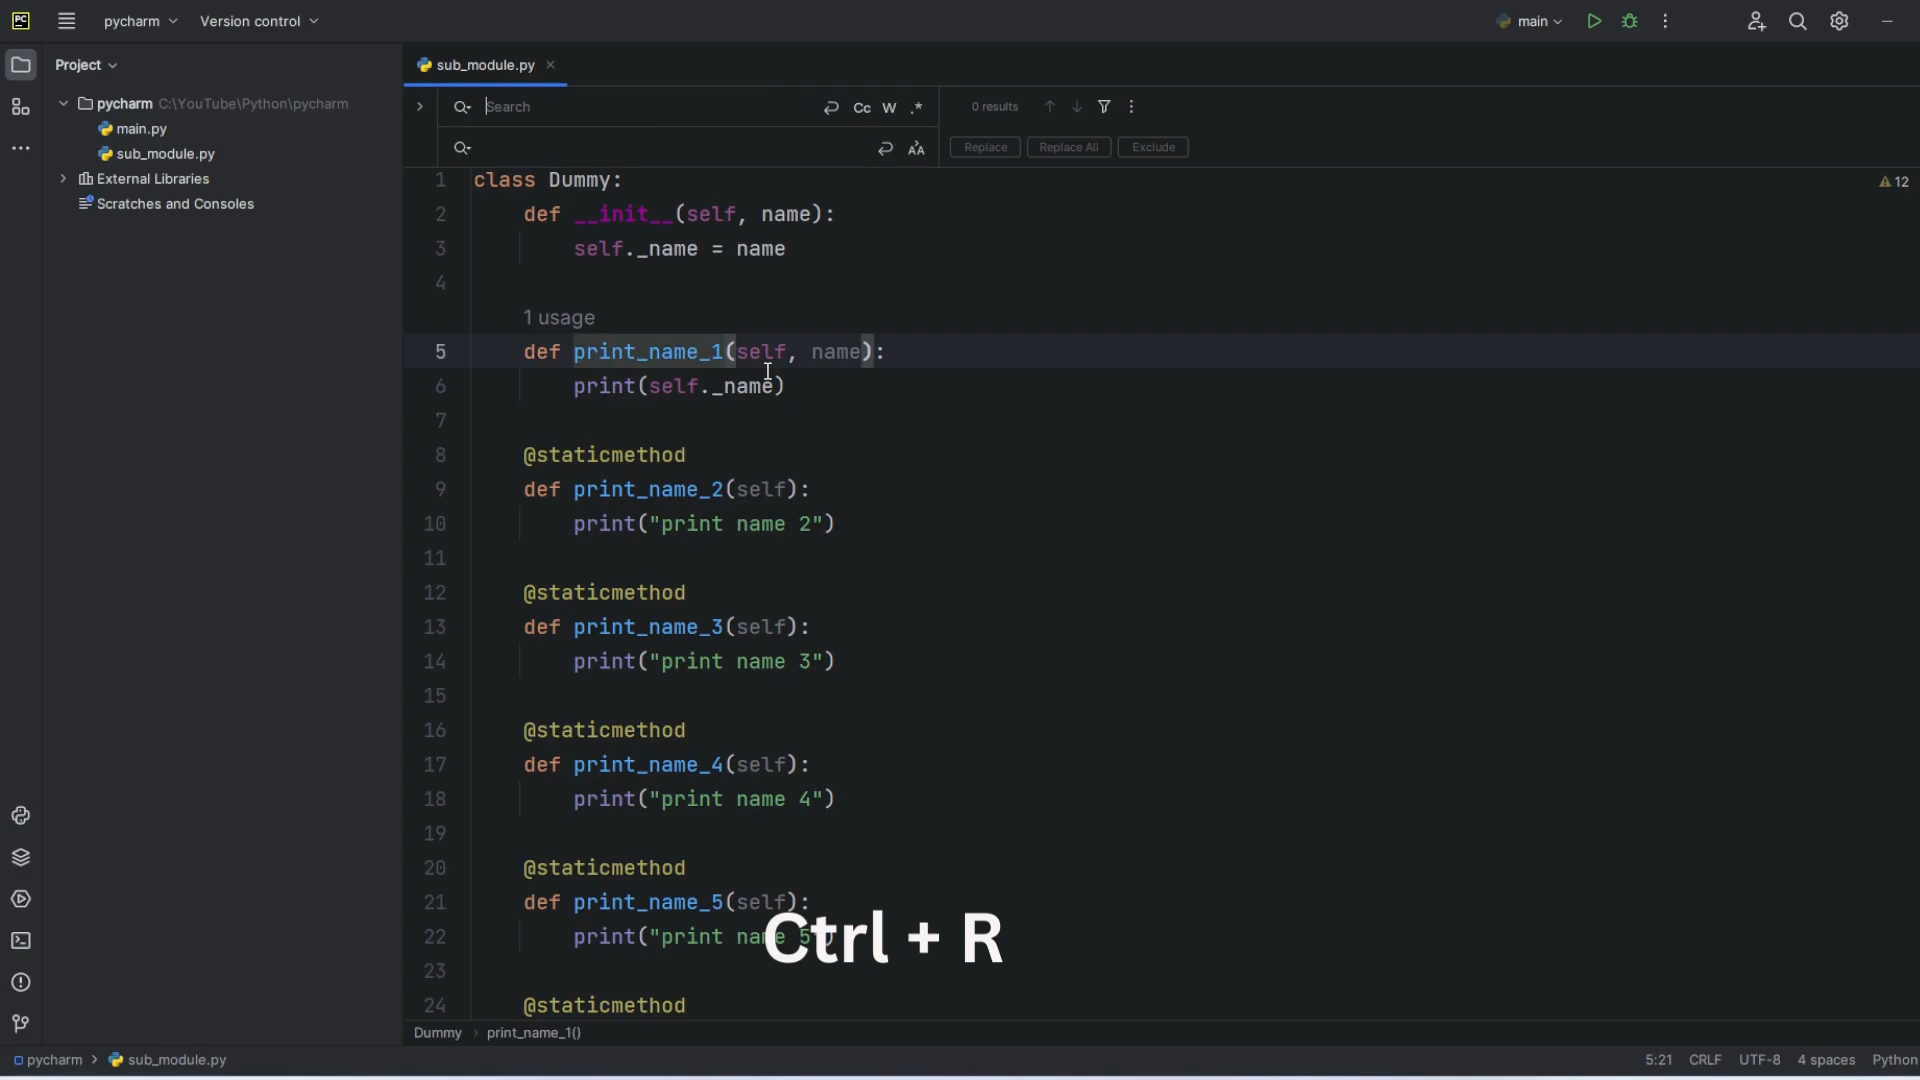 PC pycharm Version control main
Project
sub_module.py
pycharm C:\YouTube\Python\pycharm
main.py
sub_module.py
External Libraries
Scratches and Consoles
Search Cc W .* 0 results
Replace Replace All Exclude
12
1 class Dummy:
2 def __init__(self, name):
3 self._name = name
4
1 usage
5 def print_name_1(self, name):
6 print(self._name)
7
8 @staticmethod
9 def print_name_2(self):
10 print("print name 2")
11
12 @staticmethod
13 def print_name_3(self):
14 print("print name 3")
15
16 @staticmethod
17 def print_name_4(self):
18 print("print name 4")
19
20 @staticmethod
21 def print_name_5(self):
22 print("print name 5")
Ctrl + R
23
24 @staticmethod
Dummy print_name_1()
pycharm sub_module.py 5:21 CRLF UTF-8 4 spaces Python